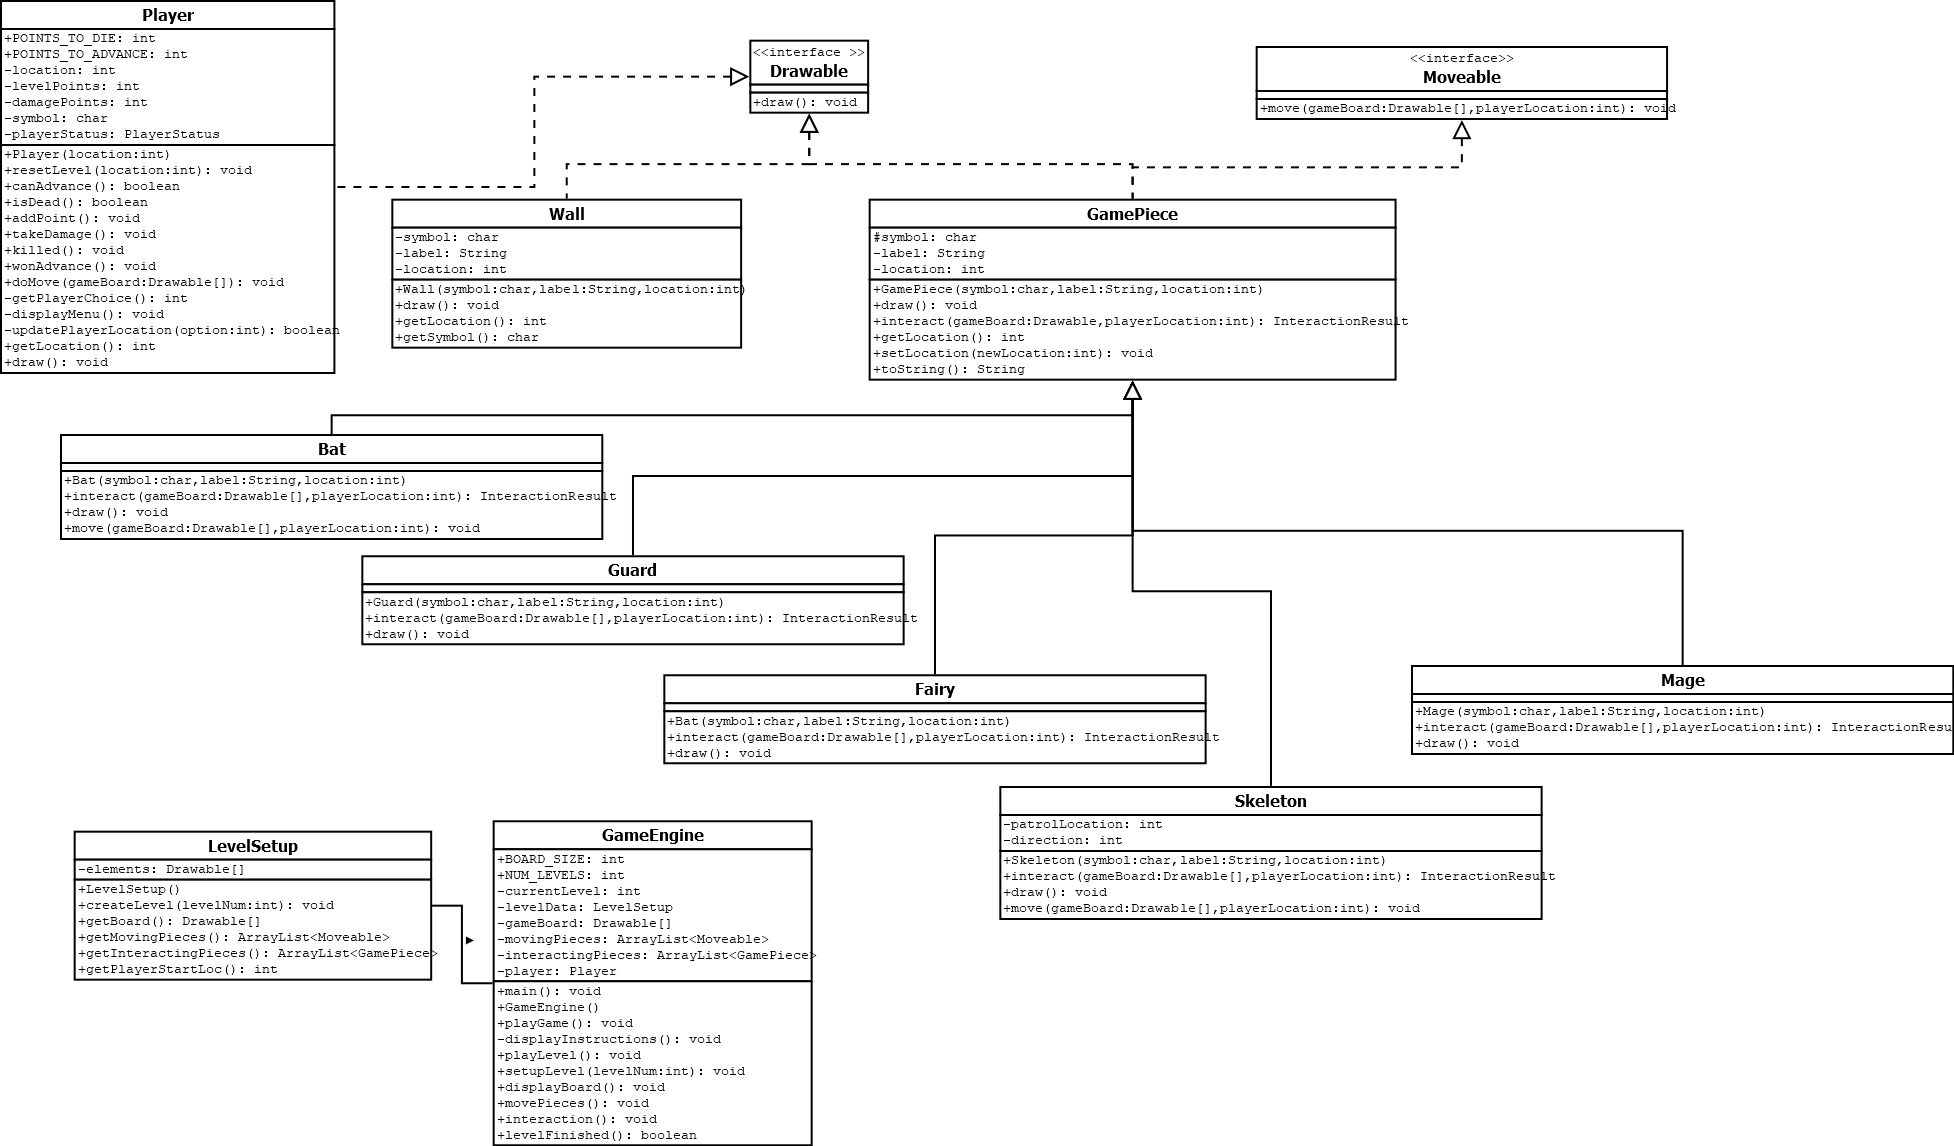 Player
+POINTS_TO_DIE: int
+POINTS_TO_ADVANCE: int
-location: int
-levelPoints: int
-damagePoints: int
-symbol: char
-playerStatus: PlayerStatus
+Player(location:int)
+resetLevel(location:int): void
+canAdvance(): boolean
+isDead(): boolean
+addPoint(): void
+takeDamage(): void
+killed(): void
+wonAdvance(): void
+doMove(gameBoard:Drawable[]): void
-getPlayerChoice(): int
-displayMenu(): void
-updatePlayerLocation(option:int): boolean
+getLocation(): int
+draw(): void
<<interface >>
Drawable
+draw(): void
<<interface>>
Moveable
+move(gameBoard:Drawable[],playerLocation:int): void
Wall
-symbol: char
-label: String
-location: int
+Wall(symbol:char,label:String,location:int)
+draw(): void
+getLocation(): int
+getSymbol(): char
GamePiece
#symbol: char
-label: String
-location: int
+GamePiece(symbol:char,label:String,location:int)
+draw(): void
+interact(gameBoard:Drawable,playerLocation:int): InteractionResult
+getLocation(): int
+setLocation(newLocation:int): void
+toString(): String
Bat
+Bat(symbol:char,label:String,location:int)
+interact(gameBoard:Drawable[],playerLocation:int): InteractionResult
+draw(): void
+move(gameBoard:Drawable[],playerLocation:int): void
Guard
+Guard(symbol:char,label:String,location:int)
+interact(gameBoard:Drawable[],playerLocation:int): InteractionResult
+draw(): void
Fairy
+Bat(symbol:char,label:String,location:int)
+interact(gameBoard:Drawable[],playerLocation:int): InteractionResult
+draw(): void
Mage
+Mage(symbol:char,label:String,location:int)
+interact(gameBoard:Drawable[],playerLocation:int): InteractionResu
+draw(): void
Skeleton
-patrolLocation: int
-direction: int
+Skeleton(symbol:char,label:String,location:int)
+interact(gameBoard:Drawable[],playerLocation:int): InteractionResult
+draw(): void
+move(gameBoard:Drawable[],playerLocation:int): void
LevelSetup
-elements: Drawable[]
+LevelSetup()
+createLevel(levelNum:int): void
+getBoard(): Drawable[]
+getMovingPieces(): ArrayList<Moveable>
+getInteractingPieces(): ArrayList<GamePiece>
+getPlayerStartLoc(): int
GameEngine
+BOARD_SIZE: int
+NUM_LEVELS: int
-currentLevel: int
-levelData: LevelSetup
-gameBoard: Drawable[]
-movingPieces: ArrayList<Moveable>
-interactingPieces: ArrayList<GamePiece>
-player: Player
+main(): void
+GameEngine()
+playGame(): void
-displayInstructions(): void
+playLevel(): void
+setupLevel(levelNum:int): void
+displayBoard(): void
+movePieces(): void
+interaction(): void
+levelFinished(): boolean